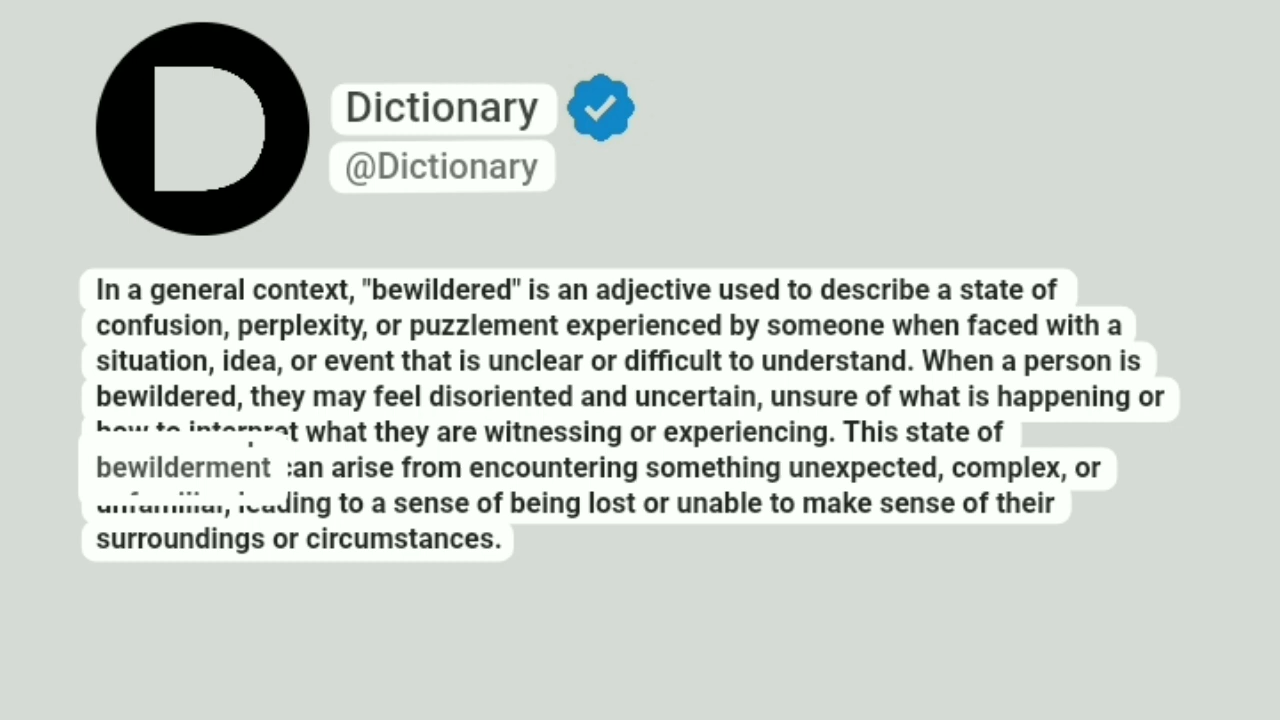 D
Dictionary
@Dictionary
In a general context, "bewildered" is an adjective used to describe a state of
confusion, perplexity, or puzzlement experienced by someone when faced with a
situation, idea, or event that is unclear or difficult to understand. When a person is
bewildered, they may feel disoriented and uncertain, unsure of what is happening or
how to interpret what they are witnessing or experiencing. This state of
bewilderment can arise from encountering something unexpected, complex, or
unfamiliar, leading to a sense of being lost or unable to make sense of their
surroundings or circumstances.